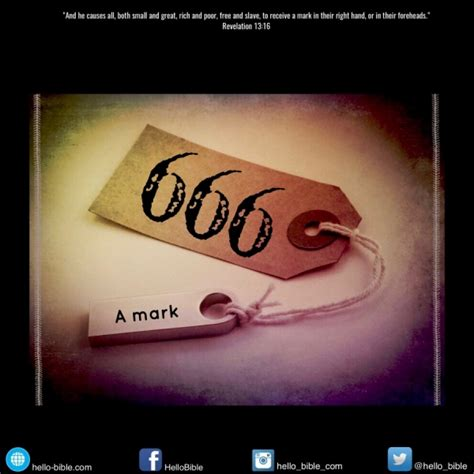 "And he causes all, both small and great, rich and poor, free and slave, to receive a mark in their right hand, or in their foreheads."
Revelation 13:16
666
A mark
hello-bible.com
HelloBible
hello_bible_com
@hello_bible